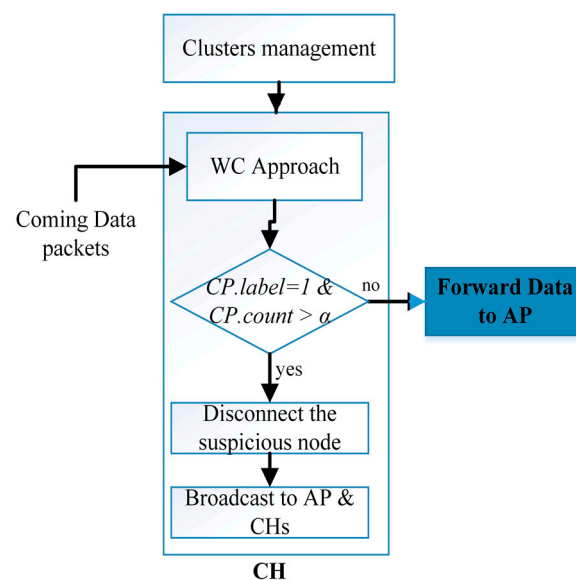 Clusters management
WC Approach
Coming Data
packets
CP.label=1 &
CP.count > α
no
Forward Data
to AP
yes
Disconnect the
suspicious node
Broadcast to AP &
CHs
CH